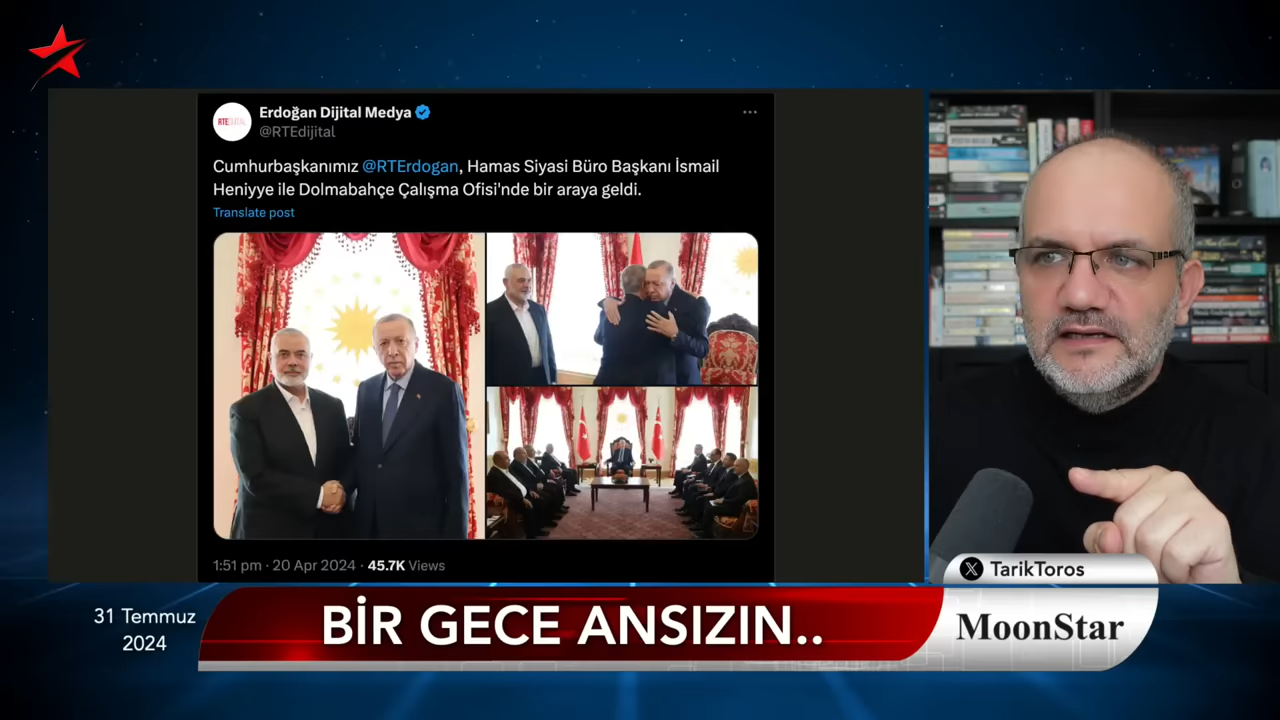 Erdoğan Dijital Medya
@RTEdijital
Cumhurbaşkanımız @RTErdogan, Hamas Siyasi Büro Başkanı İsmail
Heniyye ile Dolmabahçe Çalışma Ofisi'nde bir araya geldi.
Translate post
1:51 pm · 20 Apr 2024 · 45.7K Views
TarikToros
31 Temmuz
2024
BİR GECE ANSIZIN..
MoonStar